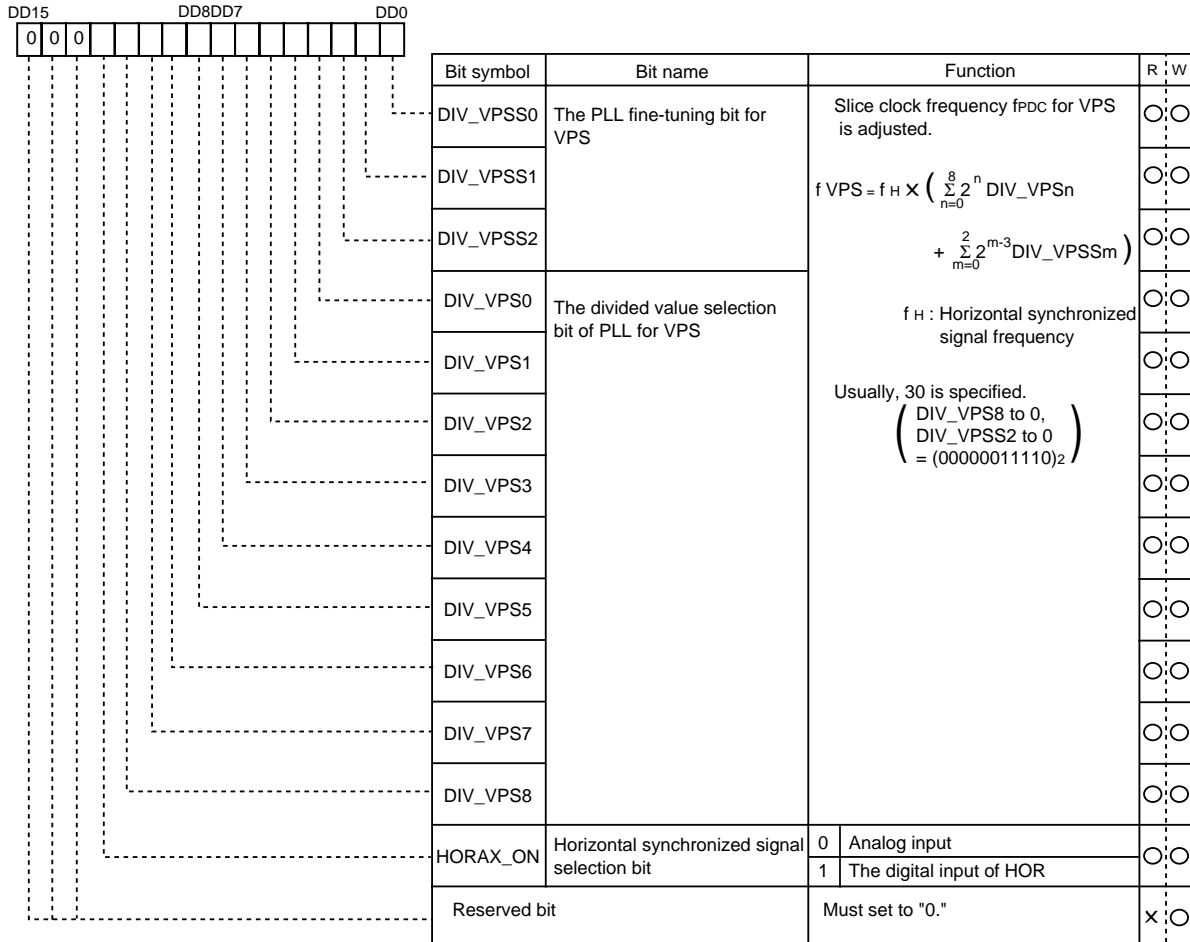 DD15 DD8DD7 DD0
0 0 0
Bit symbol Bit name Function R W
DIV_VPSS0 The PLL fine-tuning bit for
VPS
Slice clock frequency fPDC for VPS
is adjusted.
DIV_VPSS1
f VPS = f H × ( 8 Σ n=0 2^n DIV_VPSn
DIV_VPSS2
+ 2 Σ m=0 2^m-3 DIV_VPSSm )
DIV_VPS0 The divided value selection
bit of PLL for VPS
f H : Horizontal synchronized
signal frequency
DIV_VPS1
Usually, 30 is specified.
DIV_VPS2
( DIV_VPS8 to 0,
DIV_VPSS2 to 0
= (00000011110)2 )
DIV_VPS3
DIV_VPS4
DIV_VPS5
DIV_VPS6
DIV_VPS7
DIV_VPS8
HORAX_ON Horizontal synchronized signal
selection bit
0 Analog input
1 The digital input of HOR
Reserved bit Must set to "0."